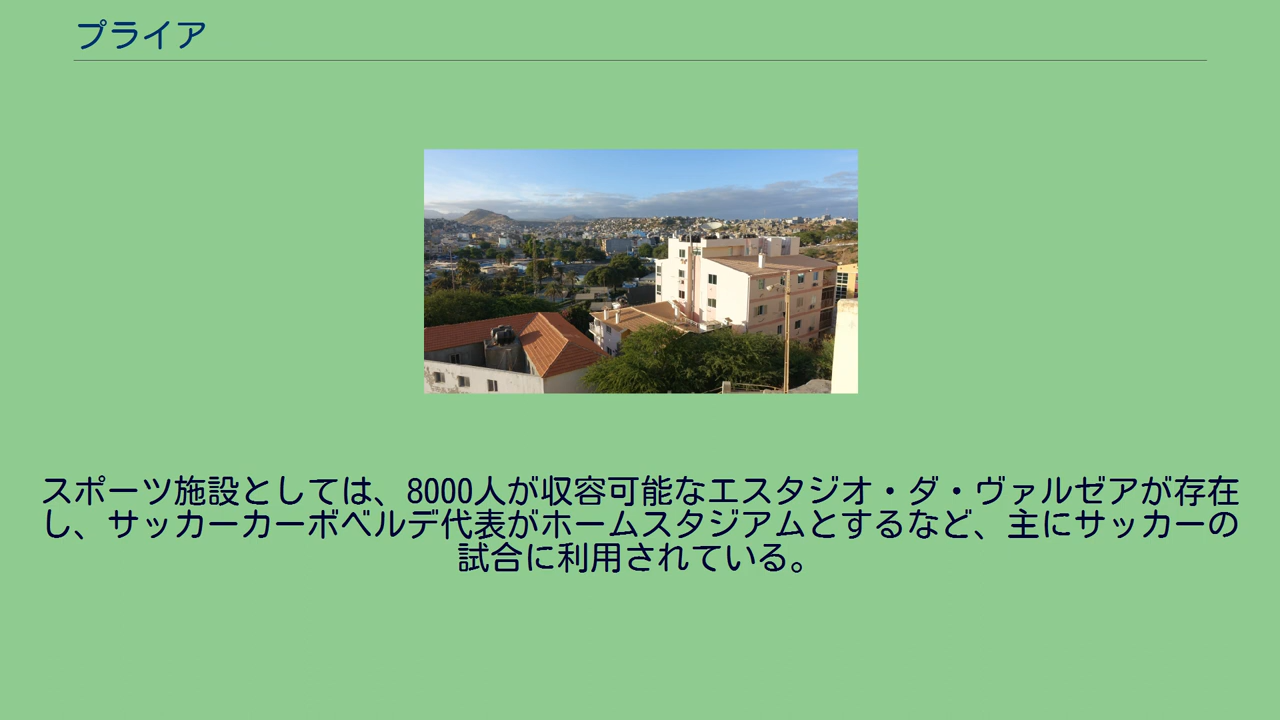 プライア
スポーツ施設としては、8000人が収容可能なエスタジオ・ダ・ヴァルゼアが存在
し、サッカーカーボベルデ代表がホームスタジアムとするなど、主にサッカーの
試合に利用されている。